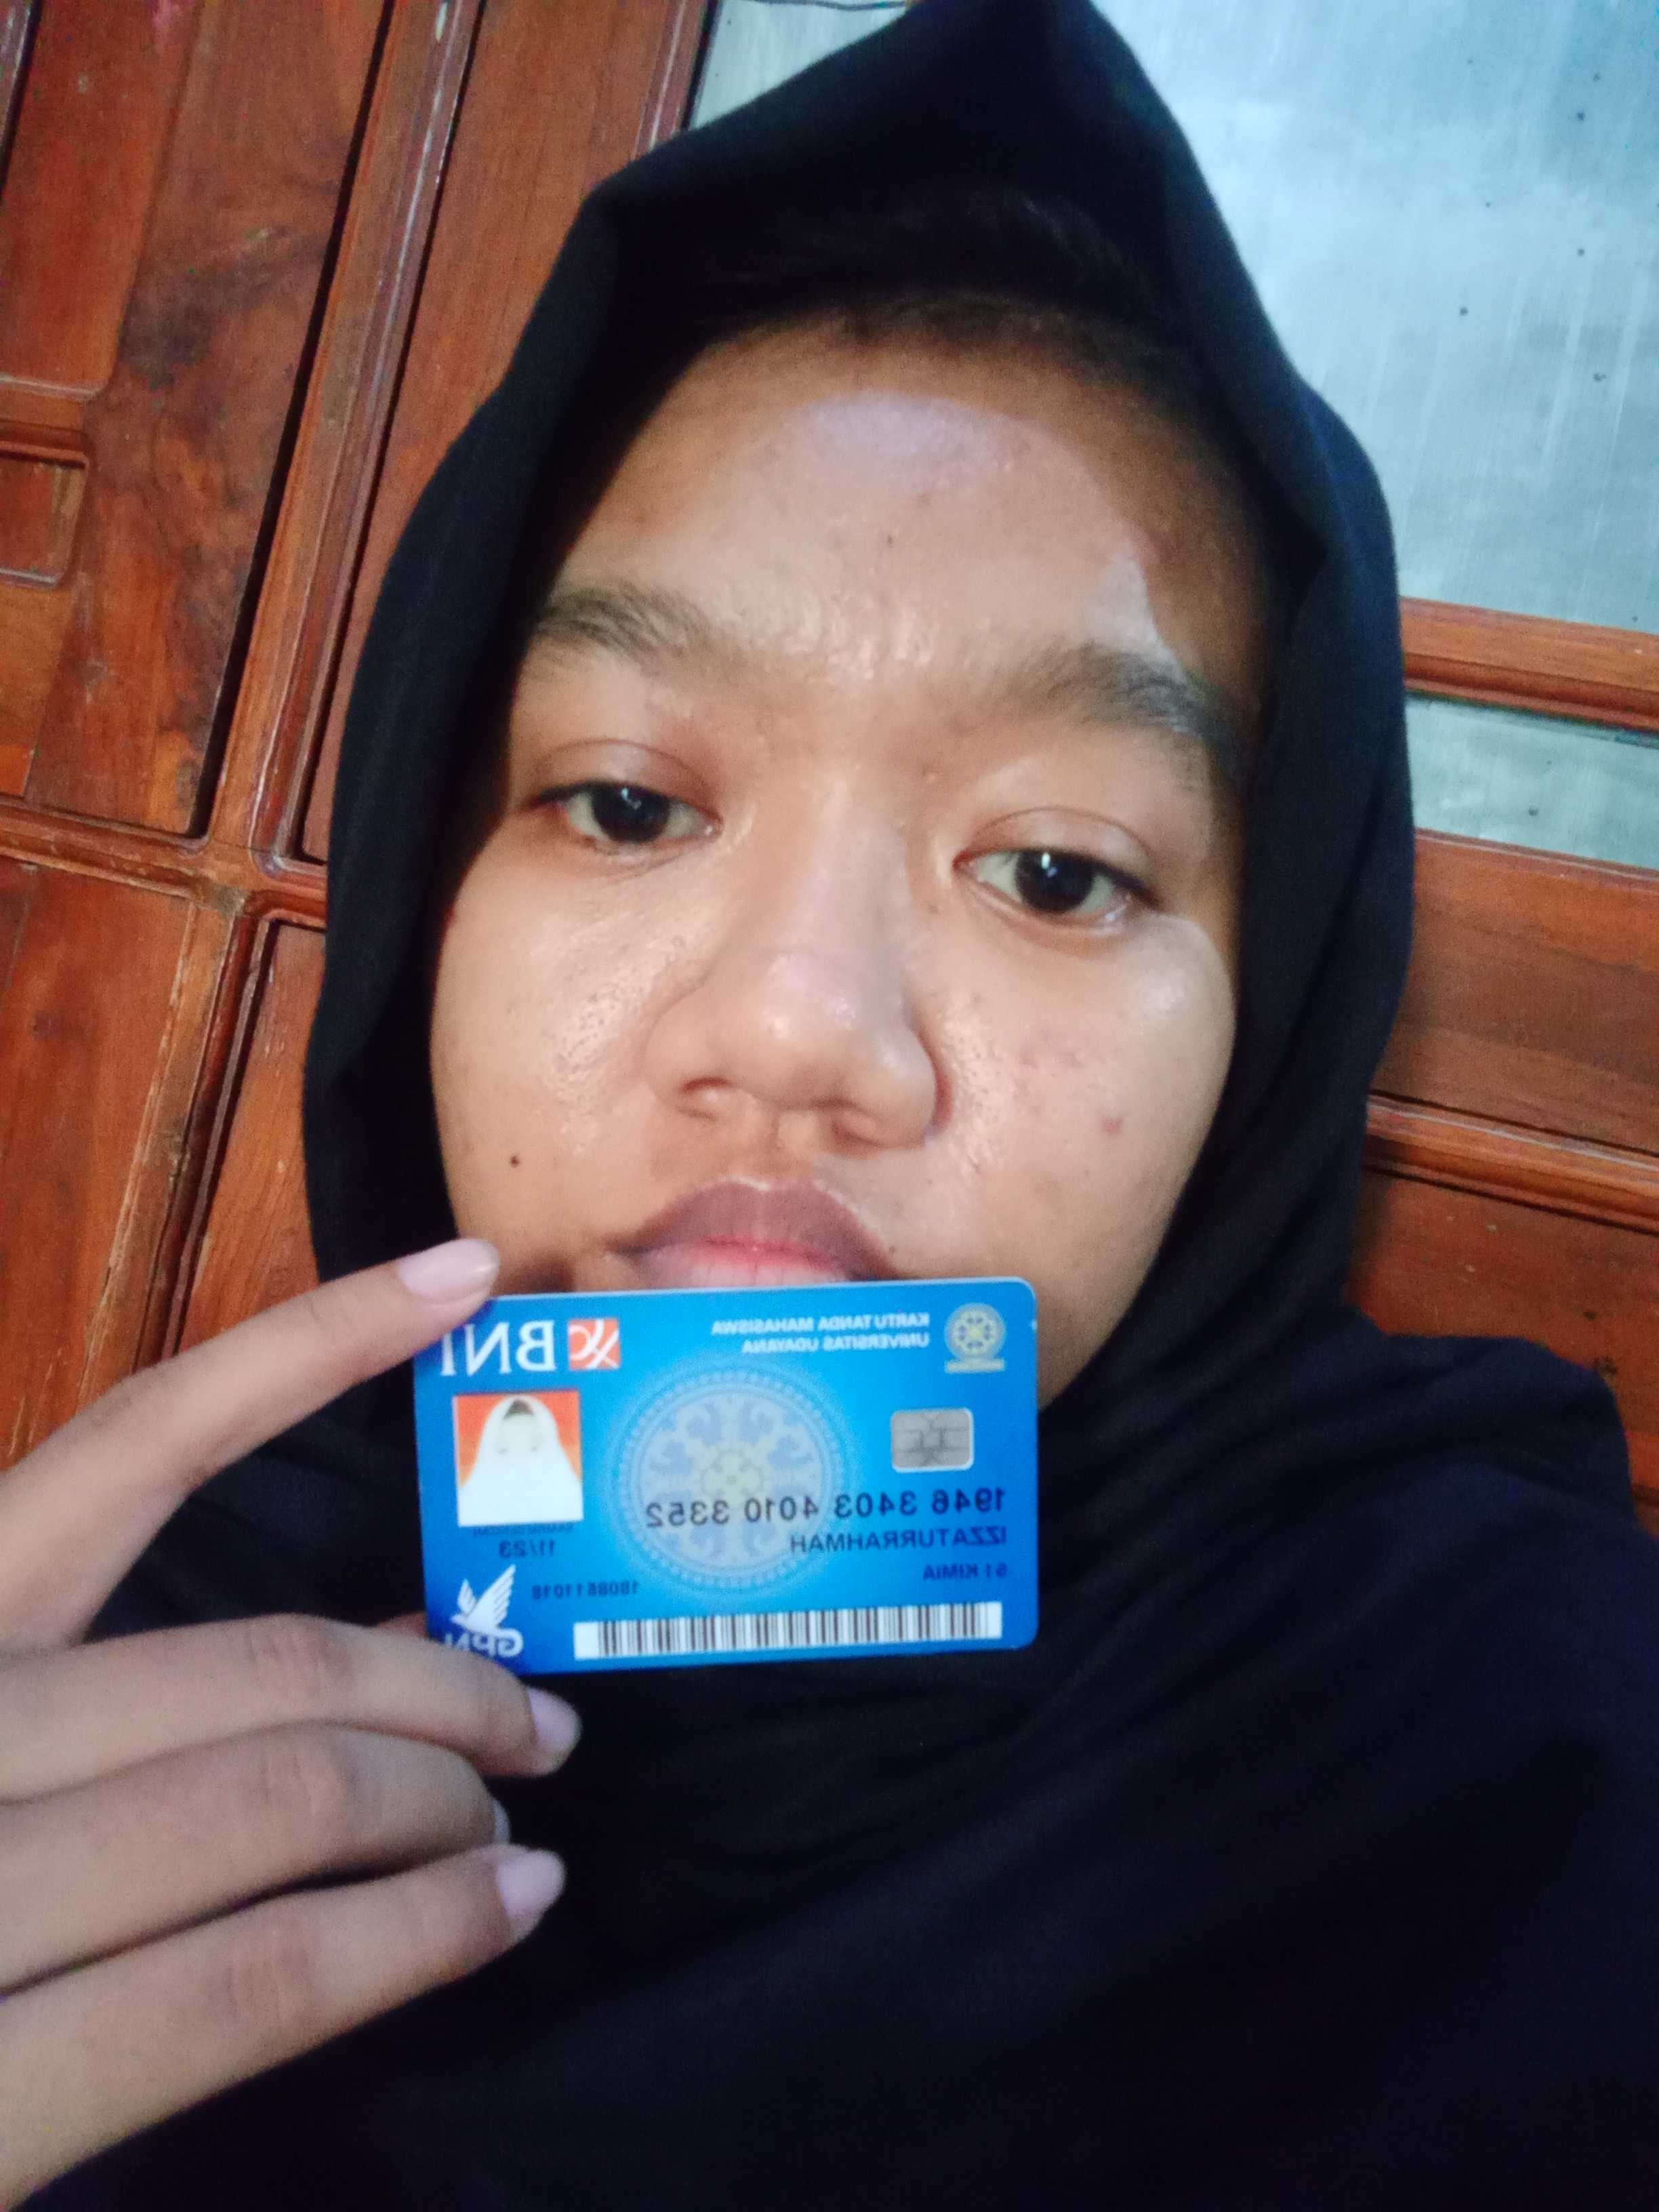 KARTU TANDA MAHASISWA
UNIVERSITAS UDAYANA
BNI
1946 3403 4010 3352
IZZATURRAHMAH
S1 KIMIA
11/23
GPN